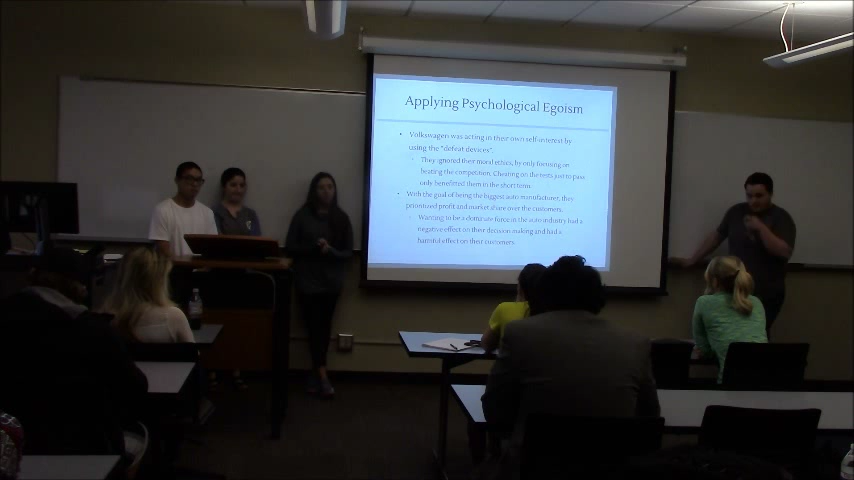 Applying Psychological Egoism
• Volkswagen was acting in their own self-interest by
using the "defeat devices".
◦ They ignored their moral ethics, by only focusing on
beating the competition. Cheating on the tests just to pass
only benefitted them in the short term.
• With the goal of being the biggest auto manufacturer, they
prioritized profit and market share over the customers.
◦ Wanting to be a dominate force in the auto industry had a
negative effect on their decision making and had a
harmful effect on their customers.